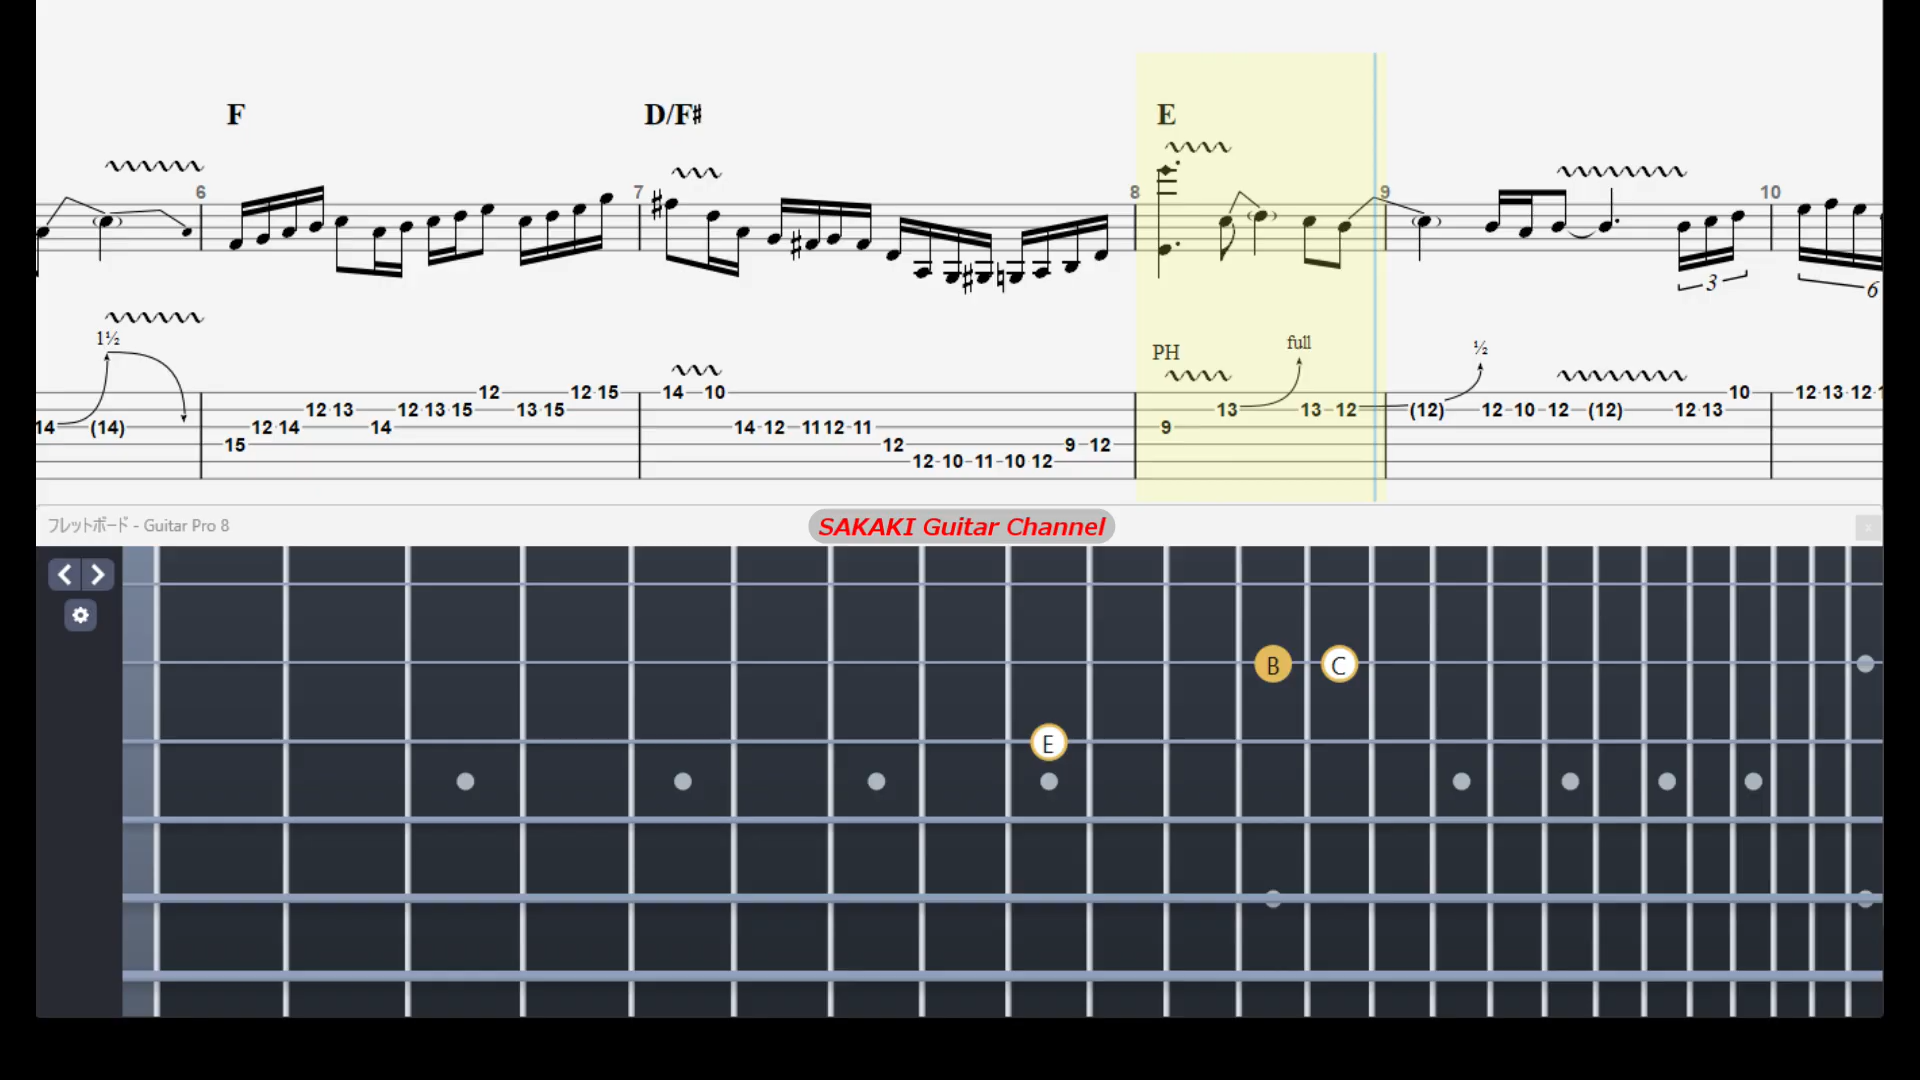 F D/F♯ E
6 7 8 9 10
3 6
1½ PH full ½
12 12 15 14 10 10 12 13 12
12 13 12 13 15 13 15 13 13 12 (12) 12 10 12 (12) 12 13
14 (14) 12 14 14 14 12 11 12 11 9
15 12 9 12
12 10 11 10 12
フレットボード - Guitar Pro 8
SAKAKI Guitar Channel
B C
E